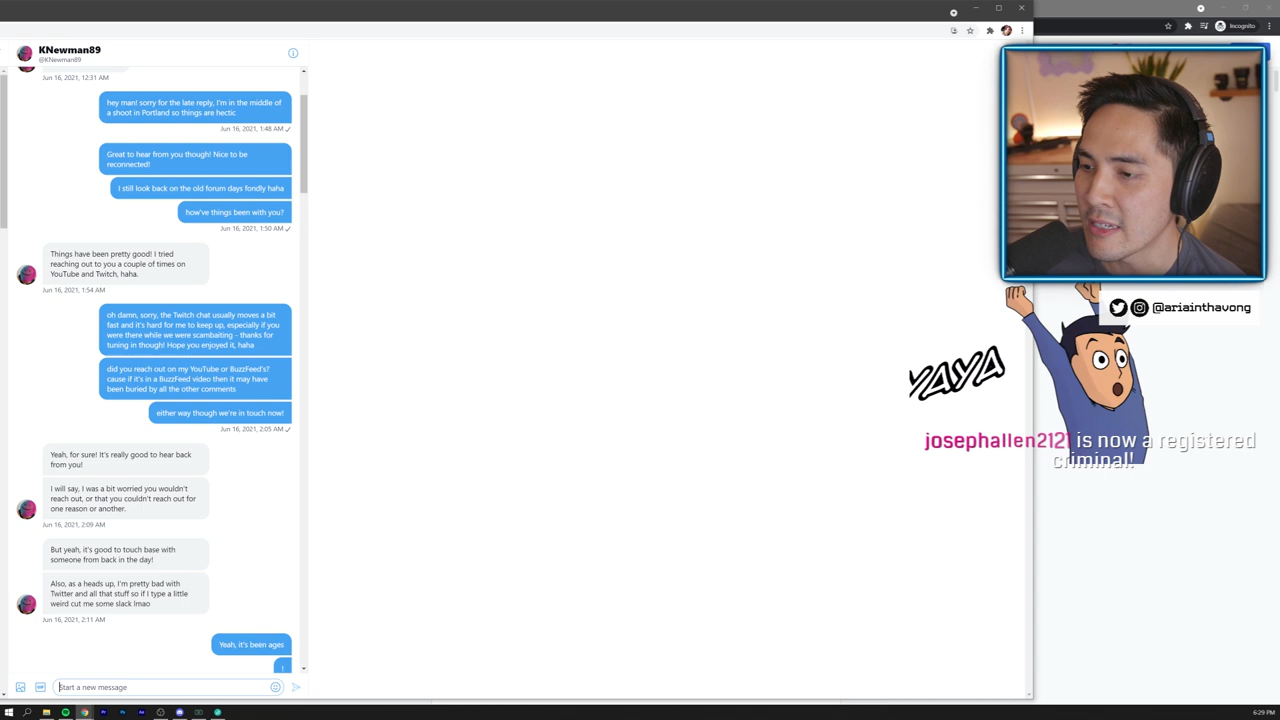 Incognito
KNewman89
@KNewman89
Jun 16, 2021, 12:31 AM
hey man! sorry for the late reply, I'm in the middle of
a shoot in Portland so things are hectic
Jun 16, 2021, 1:48 AM ✓
Great to hear from you though! Nice to be
reconnected!
I still look back on the old forum days fondly haha
how've things been with you?
Jun 16, 2021, 1:50 AM ✓
Things have been pretty good! I tried
reaching out to you a couple of times on
YouTube and Twitch, haha.
Jun 16, 2021, 1:54 AM
oh damn, sorry, the Twitch chat usually moves a bit
fast and it's hard for me to keep up, especially if you
were there while we were scambaiting - thanks for
tuning in though! Hope you enjoyed it, haha
did you reach out on my YouTube or BuzzFeed's?
cause if it's in a BuzzFeed video then it may have
been buried by all the other comments
either way though we're in touch now!
Jun 16, 2021, 2:05 AM ✓
Yeah, for sure! It's really good to hear back
from you!
I will say, I was a bit worried you wouldn't
reach out, or that you couldn't reach out for
one reason or another.
Jun 16, 2021, 2:09 AM
But yeah, it's good to touch base with
someone from back in the day!
Also, as a heads up, I'm pretty bad with
Twitter and all that stuff so if I type a little
weird cut me some slack lmao
Jun 16, 2021, 2:11 AM
Yeah, it's been ages
!
GIF
Start a new message
@ariainthavong
YAYA
josephallen2121 is now a registered
criminal!
Pr
Ps
Ae
6:29 PM